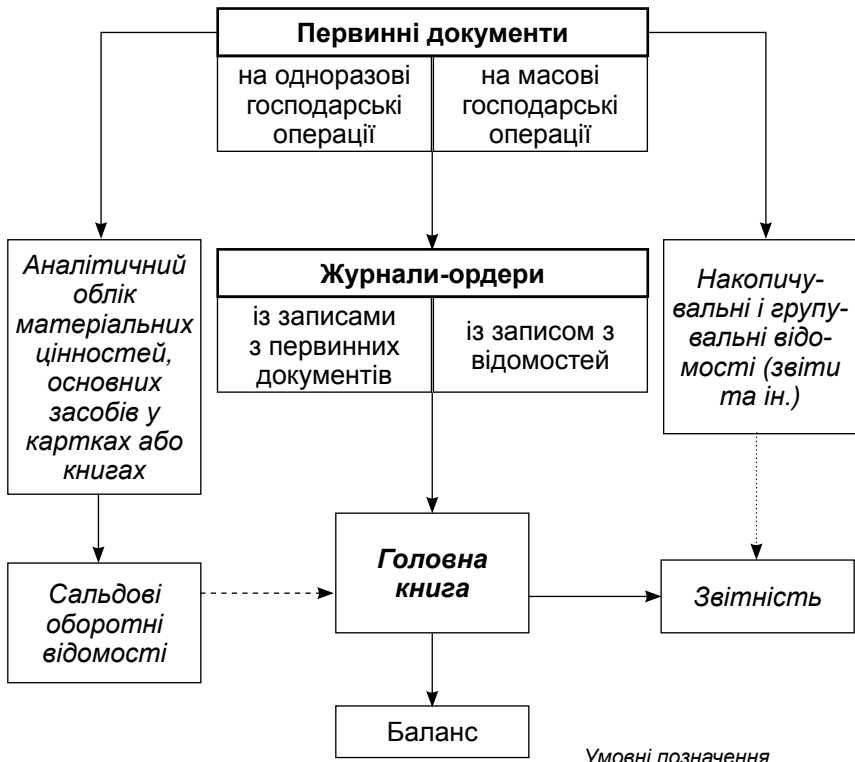 Первинні документи
на одноразові
господарські
операції
на масові
господарські
операції
Аналітичний
облік
матеріальних
цінностей,
основних
засобів у
картках або
книгах
Журнали-ордери
із записами
з первинних
документів
із записом з
відомостей
Накопичу-
вальні і групу-
вальні відо-
мості (звіти
та ін.)
Сальдові
оборотні
відомості
Головна
книга
Звітність
Баланс
Умовні позначення